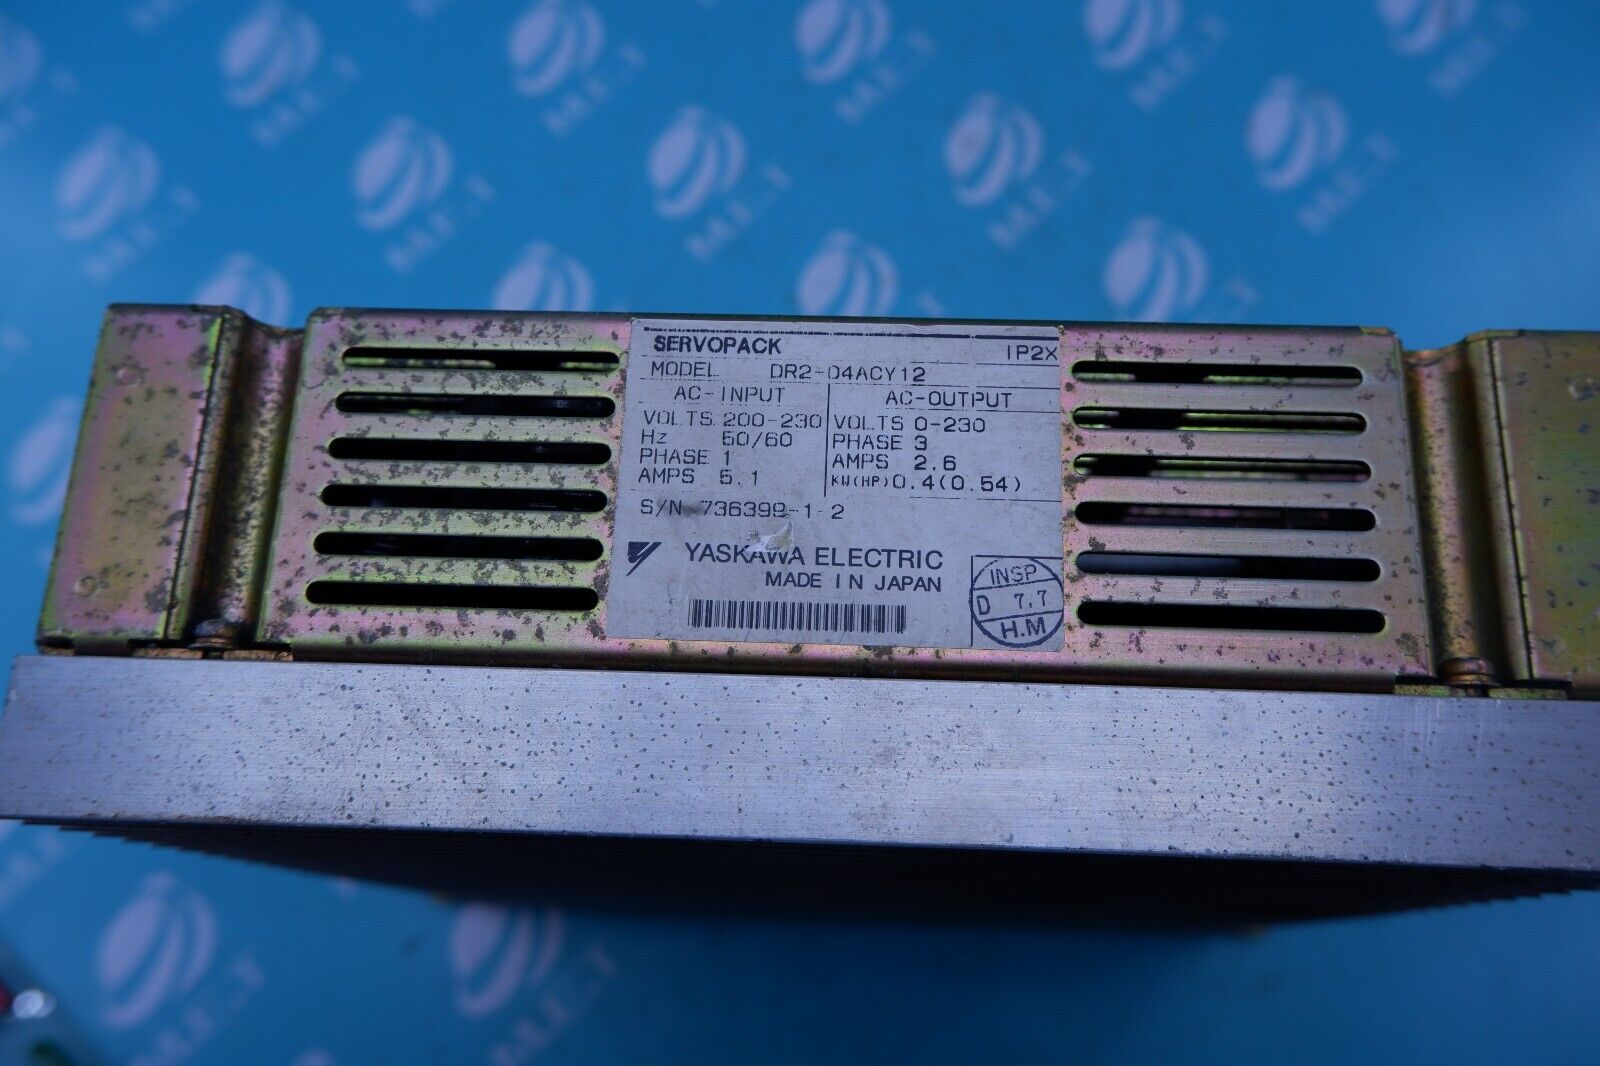 SERVOPACK
IP2X
MODEL DR2-04ACY12
AC-INPUT AC-OUTPUT
VOLTS 200-230 VOLTS 0-230
Hz 50/60 PHASE 3
PHASE 1 AMPS 2.6
AMPS 5.1 KW(HP) 0.4(0.54)
S/N 736399-1-2
YASKAWA ELECTRIC
MADE IN JAPAN
INSP
D 7.7
H.M
M.E.T
M.E.T
M.E.T
M.E.T
M.E.T
M.E.T
M.E.T